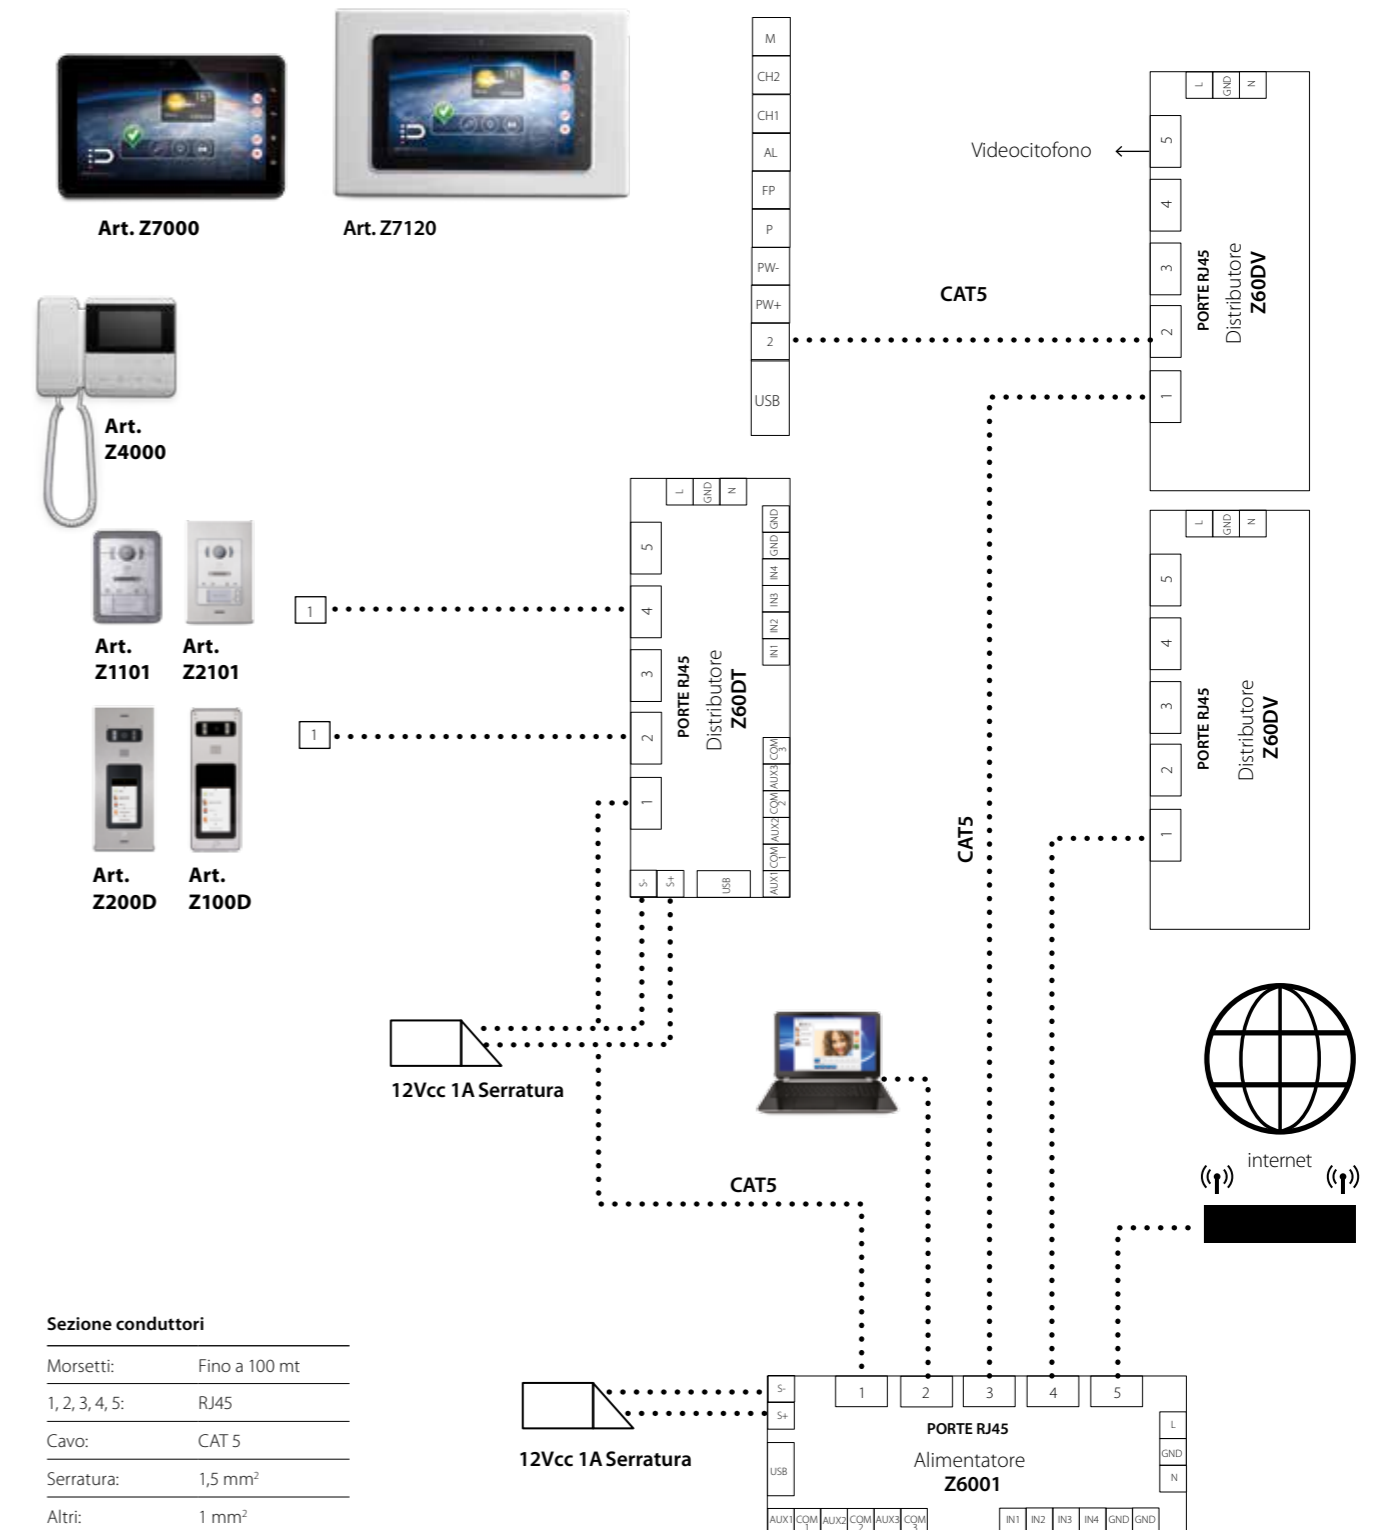 Art. Z7000
Art. Z7120
Art.
Z4000
Art.
Z1101
Art.
Z2101
Art.
Z200D
Art.
Z100D
M
CH2
CH1
AL
FP
P
PW-
PW+
2
USB
CAT5
Videocitofono
L
GND
N
5
4
3
2
1
PORTE RJ45
Distributore
Z60DV
L
GND
N
5
4
3
2
1
PORTE RJ45
Distributore
Z60DV
1
1
L
GND
N
5
4
3
2
1
PORTE RJ45
Distributore
Z60DT
GND
GND
IN4
IN3
IN2
IN1
COM 3
AUX3
COM 2
AUX2
COM 1
AUX1
S-
S+
USB
CAT5
12Vcc 1A Serratura
CAT5
internet
12Vcc 1A Serratura
S-
S+
USB
1
2
3
4
5
PORTE RJ45
Alimentatore
Z6001
L
GND
N
AUX1 COM 1 AUX2 COM 2 AUX3 COM 3
IN1 IN2 IN3 IN4 GND GND
Sezione conduttori
Morsetti: Fino a 100 mt
1, 2, 3, 4, 5: RJ45
Cavo: CAT 5
Serratura: 1,5 mm²
Altri: 1 mm²